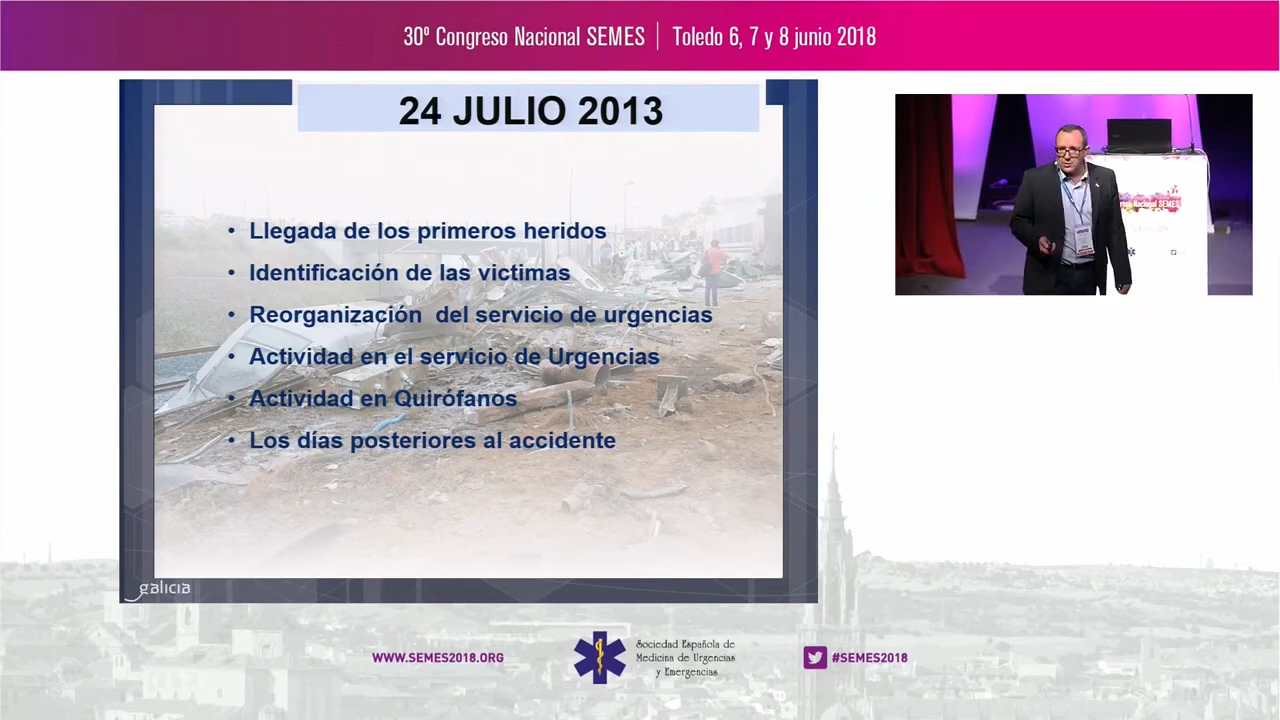 30º Congreso Nacional SEMES | Toledo 6, 7 y 8 junio 2018
24 JULIO 2013
• Llegada de los primeros heridos
• Identificación de las victimas
• Reorganización del servicio de urgencias
• Actividad en el servicio de Urgencias
• Actividad en Quirófanos
• Los días posteriores al accidente
galicia
Nacional SEMES
WWW.SEMES2018.ORG
Sociedad Española de
Medicina de Urgencias
y Emergencias
#SEMES2018